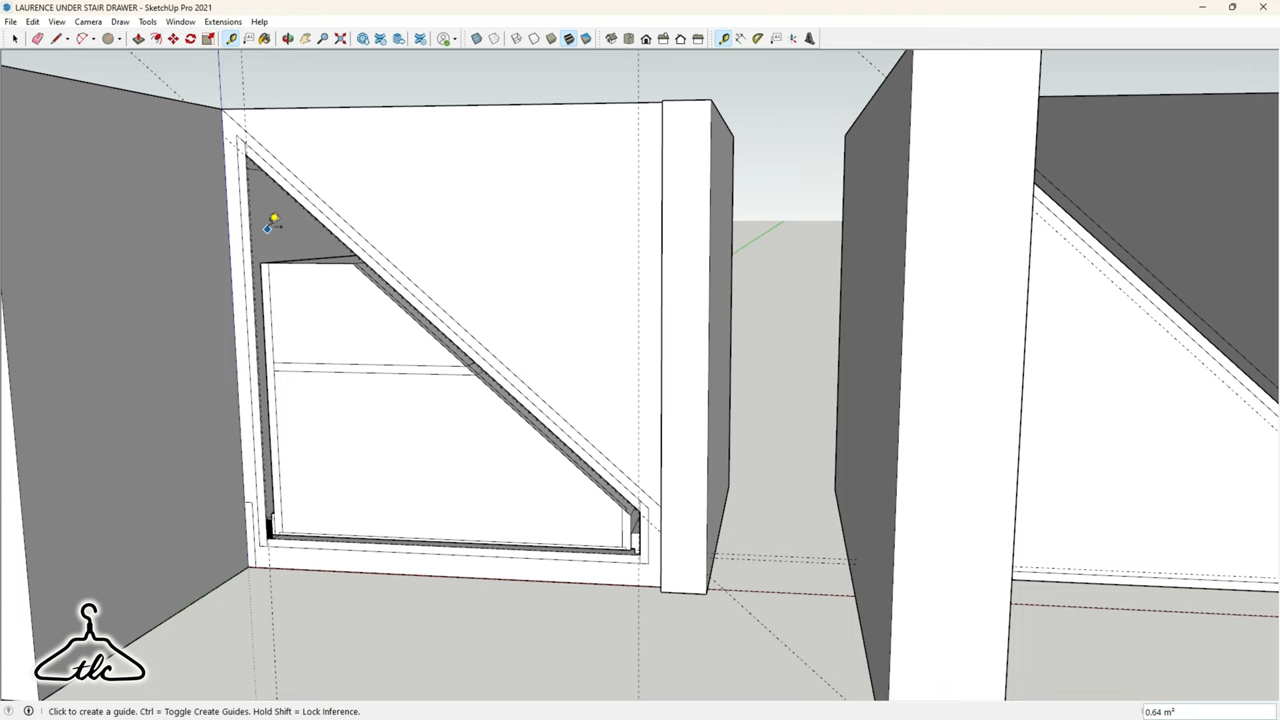 LAURENCE UNDER STAIR DRAWER - SketchUp Pro 2021
File Edit View Camera Draw Tools Window Extensions Help
tlc
Click to create a guide. Ctrl = Toggle Create Guides. Hold Shift = Lock Inference.
0.64 m²